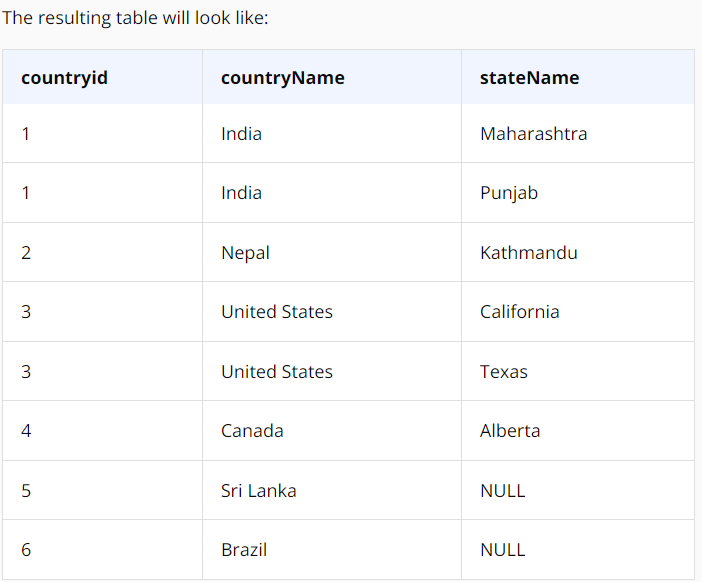 The resulting table will look like:
countryid countryName stateName
1 India Maharashtra
1 India Punjab
2 Nepal Kathmandu
3 United States California
3 United States Texas
4 Canada Alberta
5 Sri Lanka NULL
6 Brazil NULL